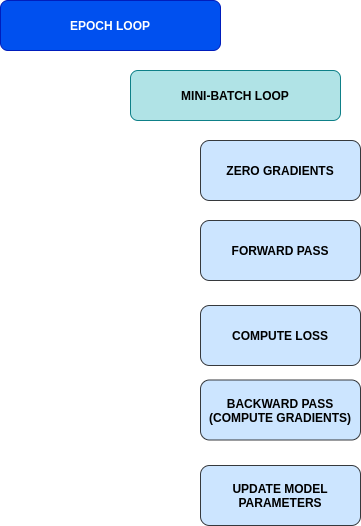 EPOCH LOOP
MINI-BATCH LOOP
ZERO GRADIENTS
FORWARD PASS
COMPUTE LOSS
BACKWARD PASS
(COMPUTE GRADIENTS)
UPDATE MODEL
PARAMETERS